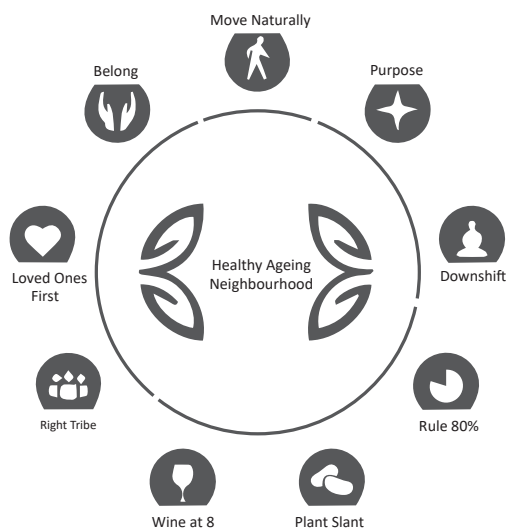 Move Naturally
Belong
Purpose
Loved Ones
First
Healthy Ageing
Neighbourhood
Downshift
Right Tribe
Rule 80%
Wine at 8
Plant Slant